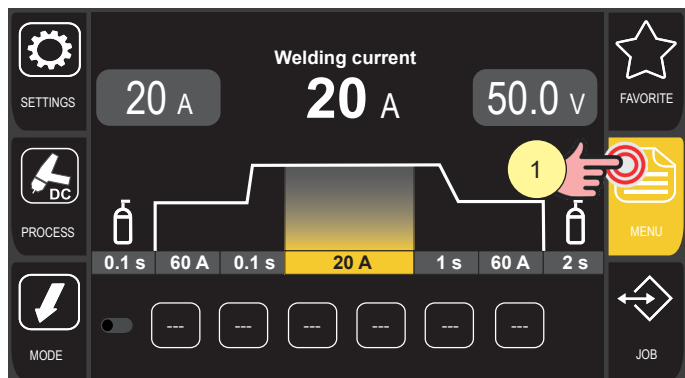 SETTINGS
20 A
Welding current
20 A
50.0 V
FAVORITE
1
DC
PROCESS
MENU
0.1 s 60 A 0.1 s 20 A 1 s 60 A 2 s
MODE
--- --- --- --- --- ---
JOB